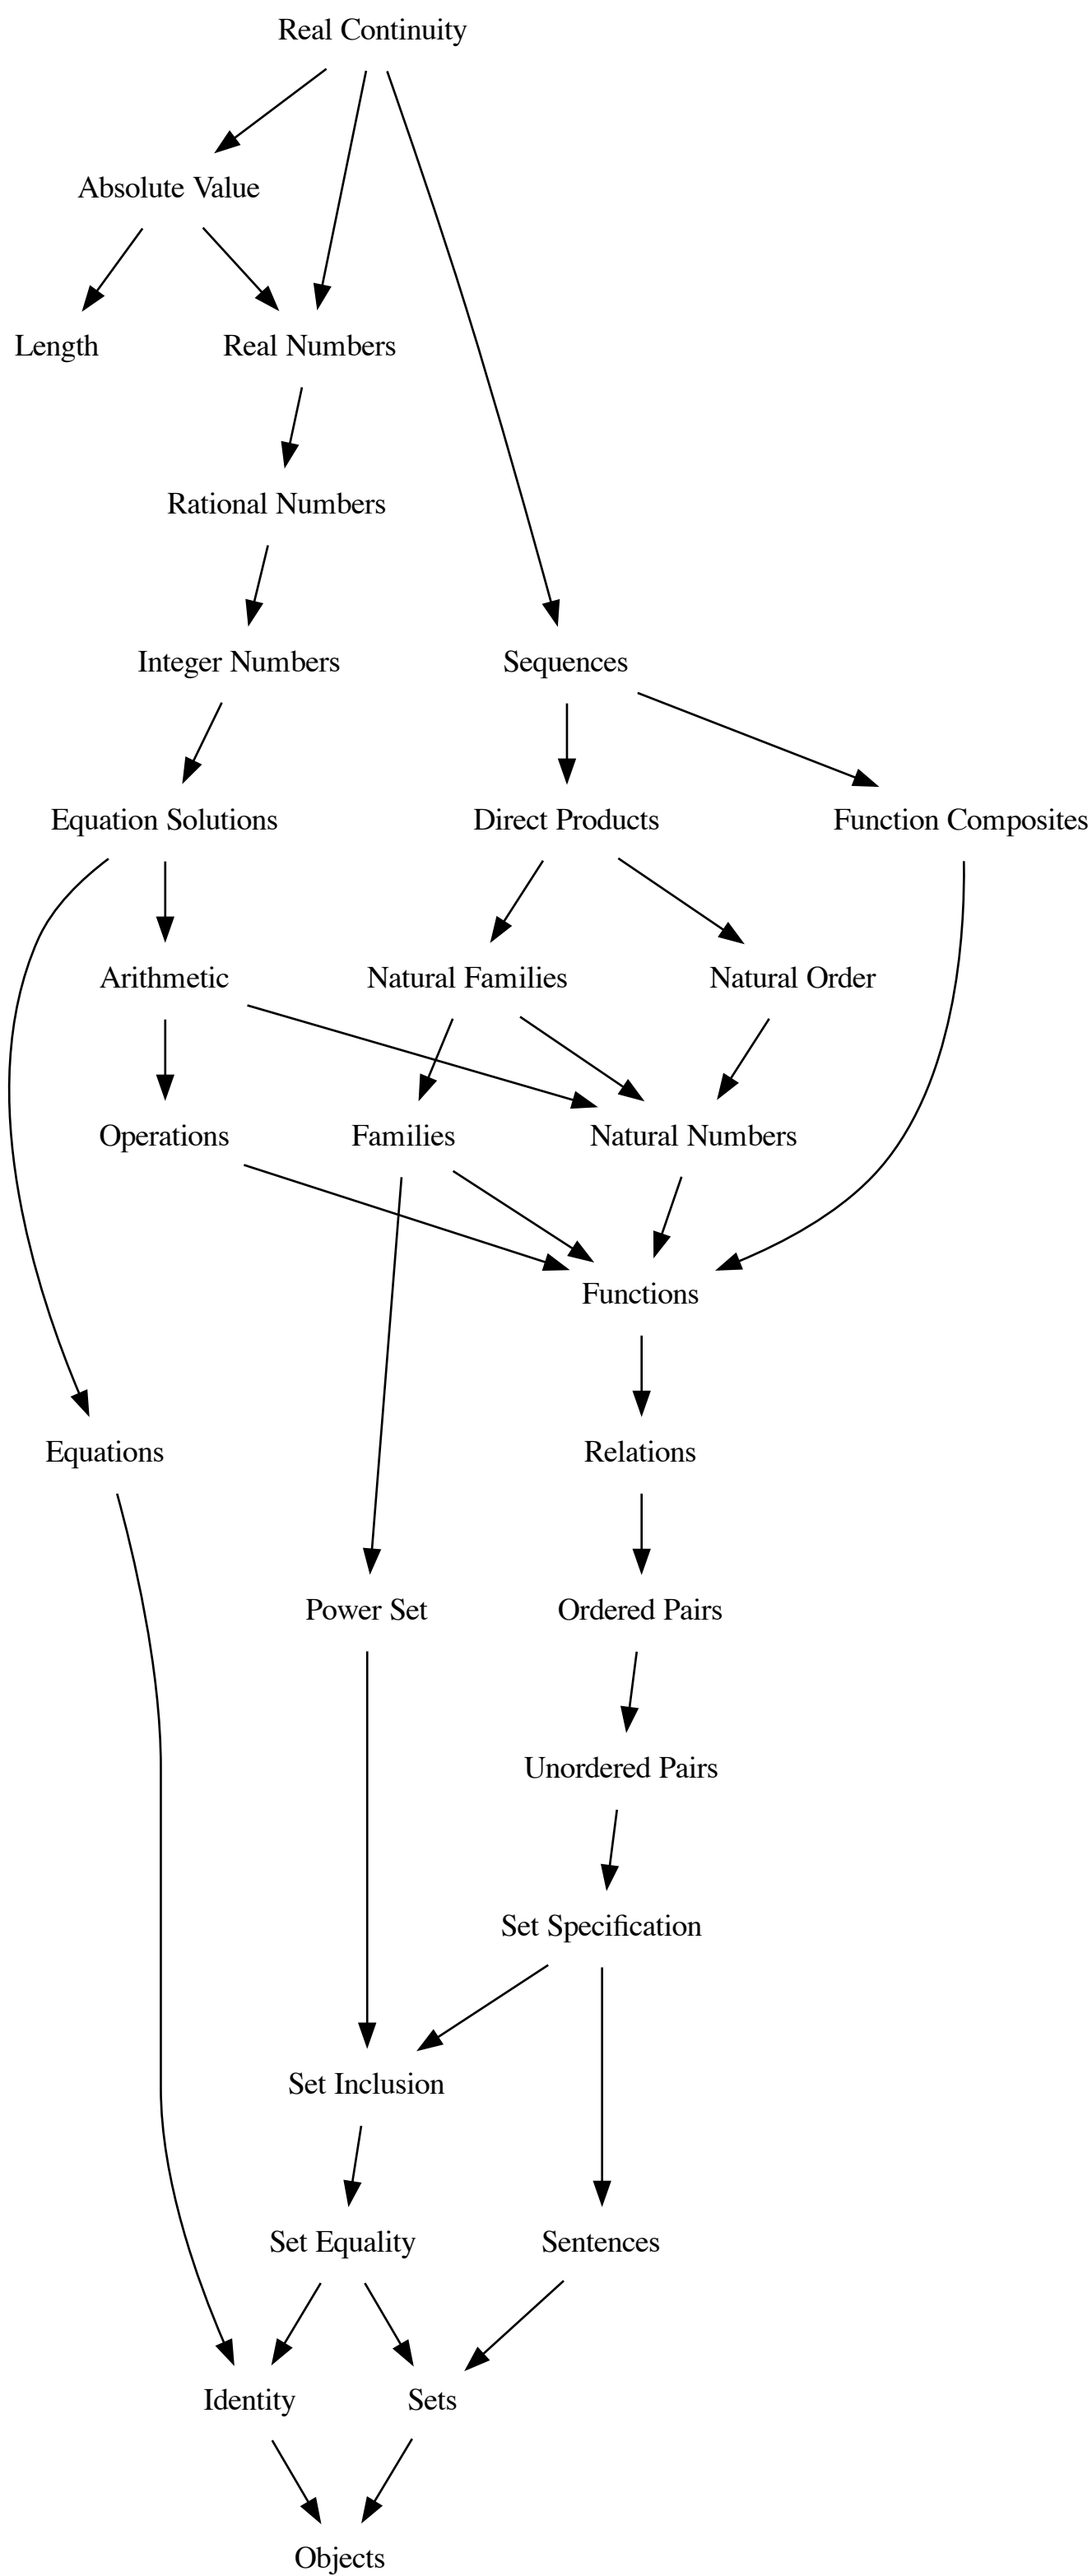 Real Continuity
Absolute Value
Length
Real Numbers
Rational Numbers
Integer Numbers
Sequences
Equation Solutions
Direct Products
Function Composites
Arithmetic
Natural Families
Natural Order
Operations
Families
Natural Numbers
Functions
Equations
Relations
Power Set
Ordered Pairs
Unordered Pairs
Set Specification
Set Inclusion
Set Equality
Sentences
Identity
Sets
Objects